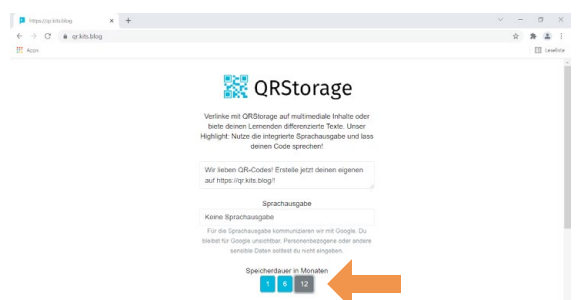 https://qr.kits.blog
qr.kits.blog
Apps
Leseliste
QRStorage
Verlinke mit QRStorage auf multimediale Inhalte oder
biete deinen Lernenden differenzierte Texte. Unser
Highlight: Nutze die integrierte Sprachausgabe und lass
deinen Code sprechen!
Wir lieben QR-Codes! Erstelle jetzt deinen eigenen
auf https://qr.kits.blog/!
Sprachausgabe
Keine Sprachausgabe
Für die Sprachausgabe kommunizieren wir mit Google. Du
bleibst für Google unsichtbar. Personenbezogene oder andere
sensible Daten solltest du nicht eingeben.
Speicherdauer in Monaten
1 6 12